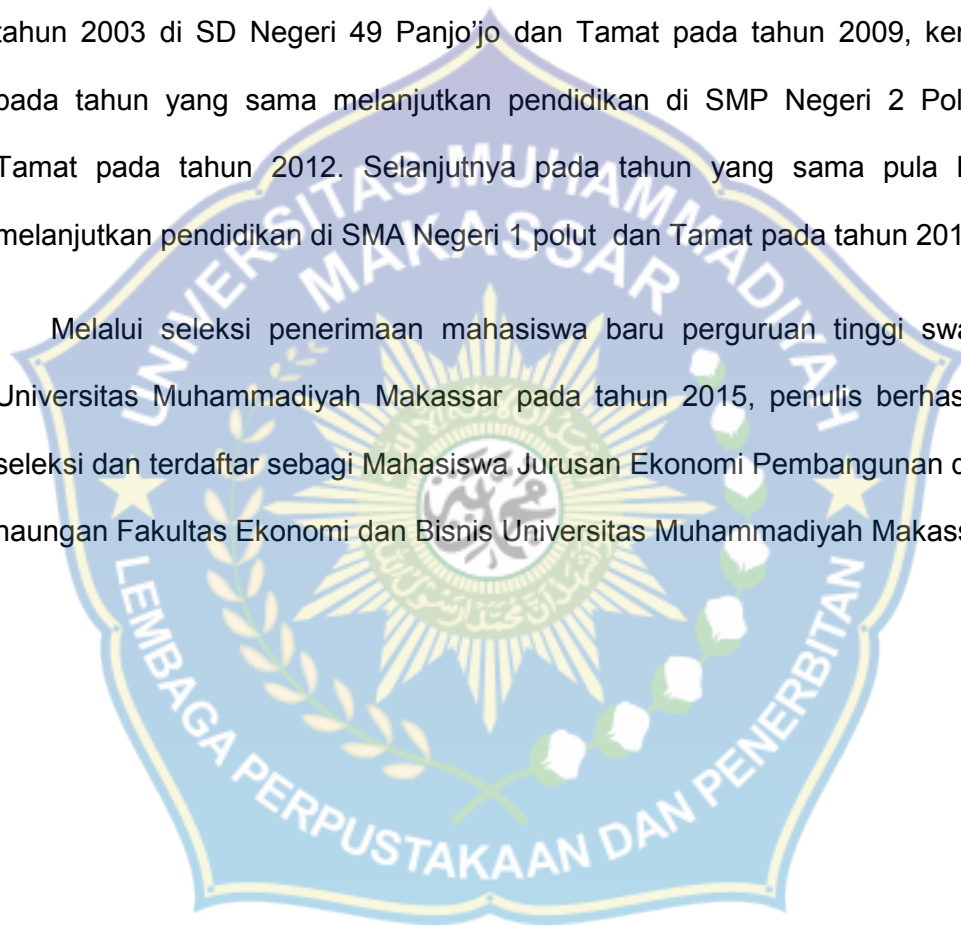 tahun 2003 di SD Negeri 49 Panjo’jo dan Tamat pada tahun 2009, ker
pada tahun yang sama melanjutkan pendidikan di SMP Negeri 2 Pol
Tamat pada tahun 2012. Selanjutnya pada tahun yang sama pula
melanjutkan pendidikan di SMA Negeri 1 polut dan Tamat pada tahun 201
Melalui seleksi penerimaan mahasiswa baru perguruan tinggi swa
Universitas Muhammadiyah Makassar pada tahun 2015, penulis berhas
seleksi dan terdaftar sebagi Mahasiswa Jurusan Ekonomi Pembangunan d
naungan Fakultas Ekonomi dan Bisnis Universitas Muhammadiyah Makass
UNIVERSITAS MUHAMMADIYAH
MAKASSAR
LEMBAGA PERPUSTAKAAN DAN PENERBITAN